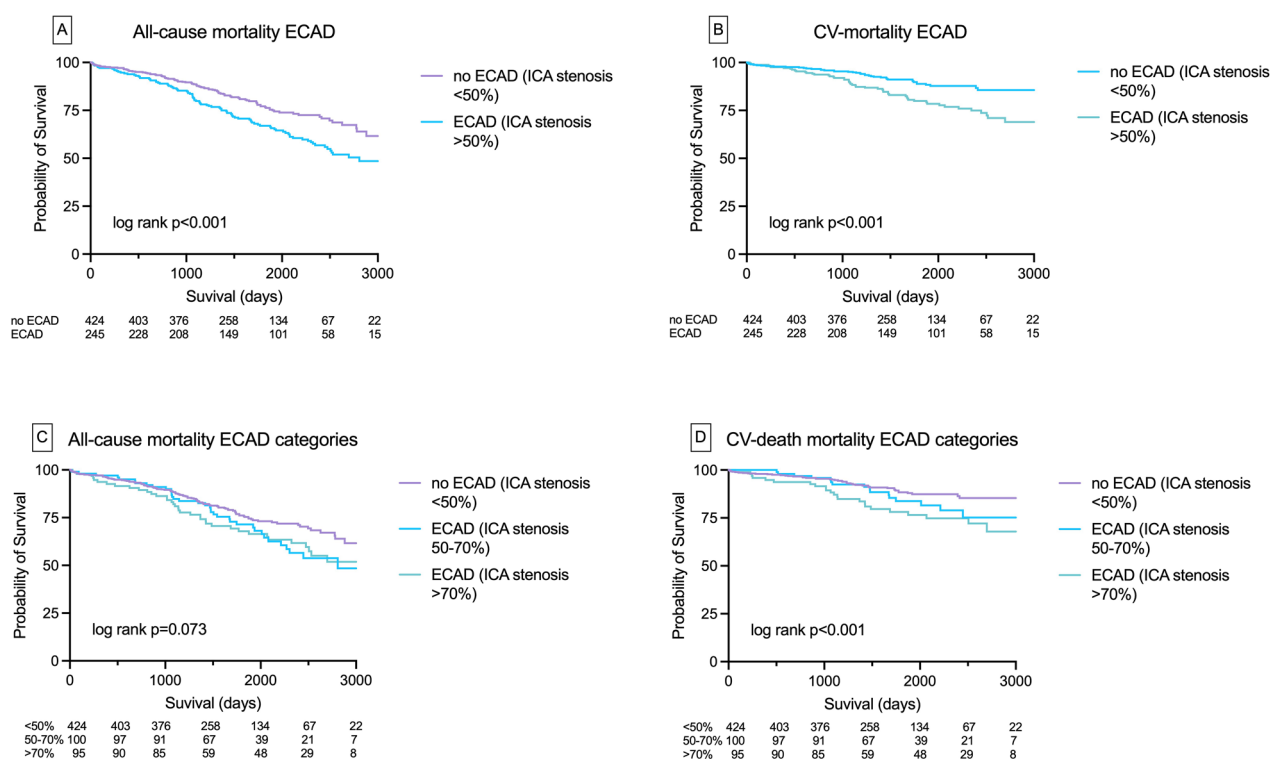 A
All-cause mortality ECAD
100
75
50
25
0
Probability of Survival
log rank p<0.001
0 1000 2000 3000
Suvival (days)
no ECAD (ICA stenosis
<50%)
ECAD (ICA stenosis
>50%)
no ECAD 424 403 376 258 134 67 22
ECAD 245 228 208 149 101 58 15
B
CV-mortality ECAD
100
75
50
25
0
Probability of Survival
log rank p<0.001
0 1000 2000 3000
Suvival (days)
no ECAD (ICA stenosis
<50%)
ECAD (ICA stenosis
>50%)
no ECAD 424 403 376 258 134 67 22
ECAD 245 228 208 149 101 58 15
C
All-cause mortality ECAD categories
100
75
50
25
0
Probability of Survival
log rank p=0.073
0 1000 2000 3000
Suvival (days)
no ECAD (ICA stenosis
<50%)
ECAD (ICA stenosis
50-70%)
ECAD (ICA stenosis
>70%)
<50% 424 403 376 258 134 67 22
50-70% 100 97 91 67 39 21 7
>70% 95 90 85 59 48 29 8
D
CV-death mortality ECAD categories
100
75
50
25
0
Probability of Survival
log rank p<0.001
0 1000 2000 3000
Suvival (days)
no ECAD (ICA stenosis
<50%)
ECAD (ICA stenosis
50-70%)
ECAD (ICA stenosis
>70%)
<50% 424 403 376 258 134 67 22
50-70% 100 97 91 67 39 21 7
>70% 95 90 85 59 48 29 8